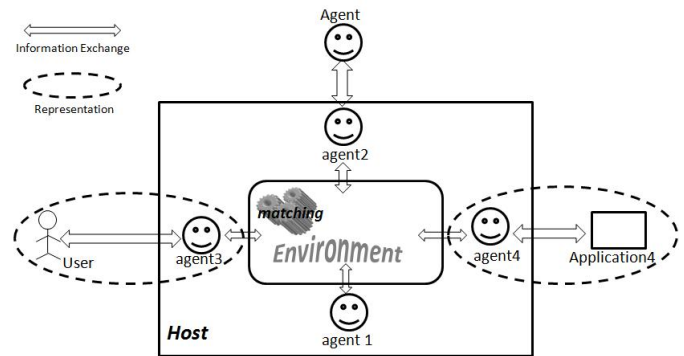 Agent
Information Exchange
Representation
agent2
matching
Environment
User
agent3
agent4
Application4
Host
agent 1